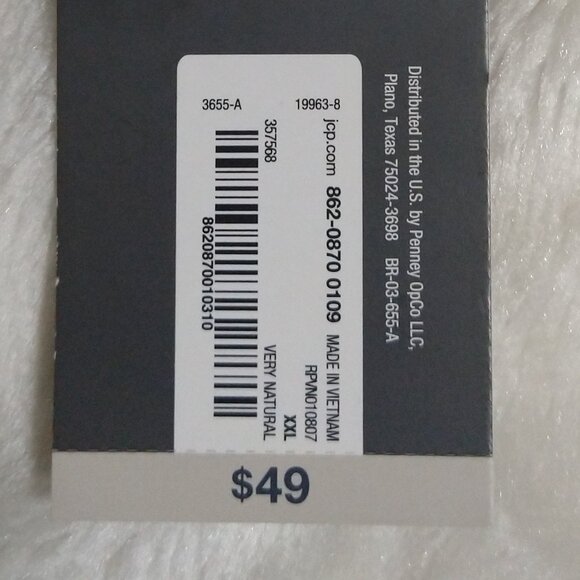 Distributed in the U.S. by Penney OpCo LLC,
Plano, Texas 75024-3698 BR-03-655-A
3655-A
19963-8
jcp.com 862-0870 0109 MADE IN VIETNAM
RPVN010807
XXL
357568 VERY NATURAL
8620870010310
$49